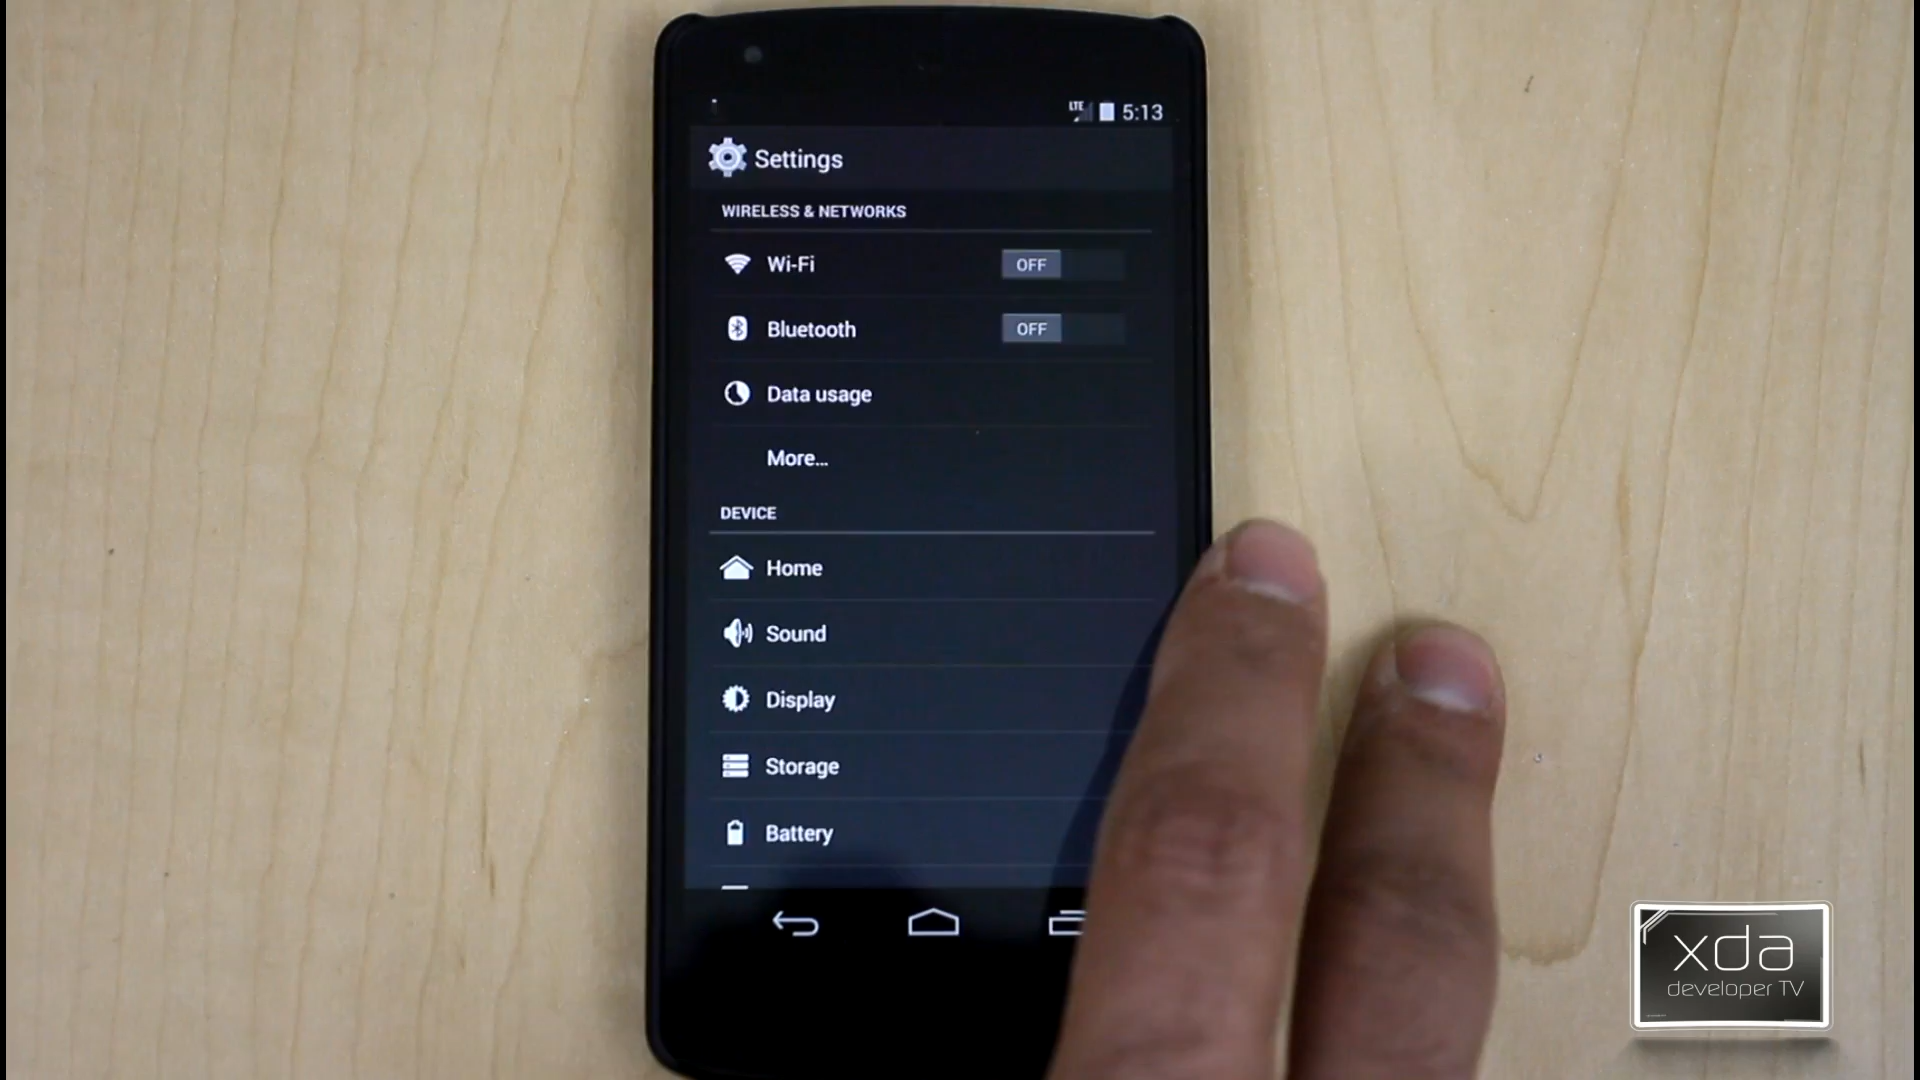 LTE 5:13
Settings
WIRELESS & NETWORKS
Wi-Fi OFF
Bluetooth OFF
Data usage
More...
DEVICE
Home
Sound
Display
Storage
Battery
xda
developer TV